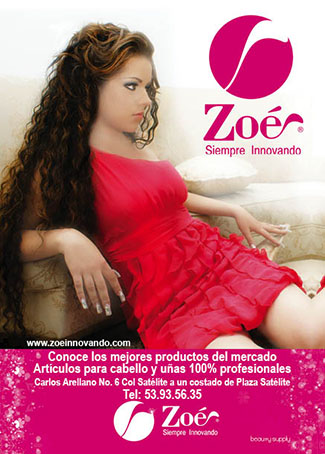 Zoé®
Siempre Innovando
www.zoeinnovando.com
Conoce los mejores productos del mercado
Artículos para cabello y uñas 100% profesionales
Carlos Arellano No. 6 Col Satélite a un costado de Plaza Satélite
Tel: 53.93.56.35
Zoé®
Siempre Innovando
beauty supply